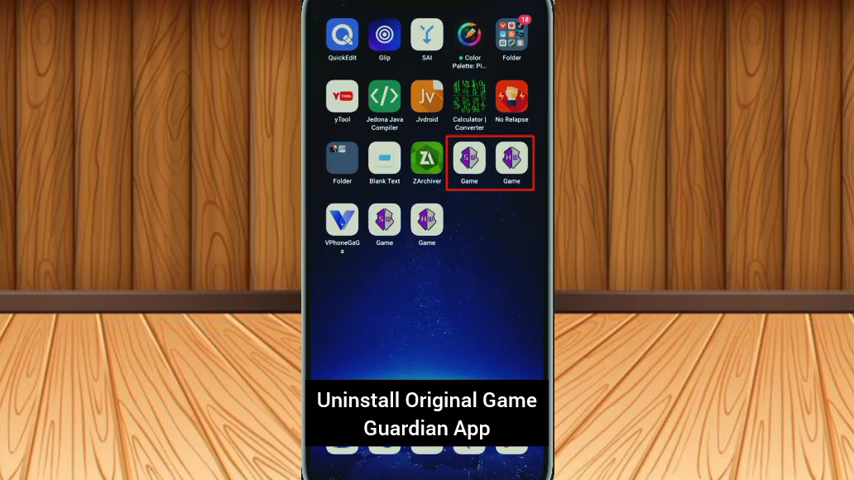 18
QuickEdit
Glip
SAI
Color
Palette: Pi...
Folder
yTool
Jedona Java
Compiler
Jvdroid
Calculator |
Converter
No Relapse
Folder
Blank Text
ZArchiver
Game
Game
VPhoneGaG
a
Game
Game
Uninstall Original Game
Guardian App